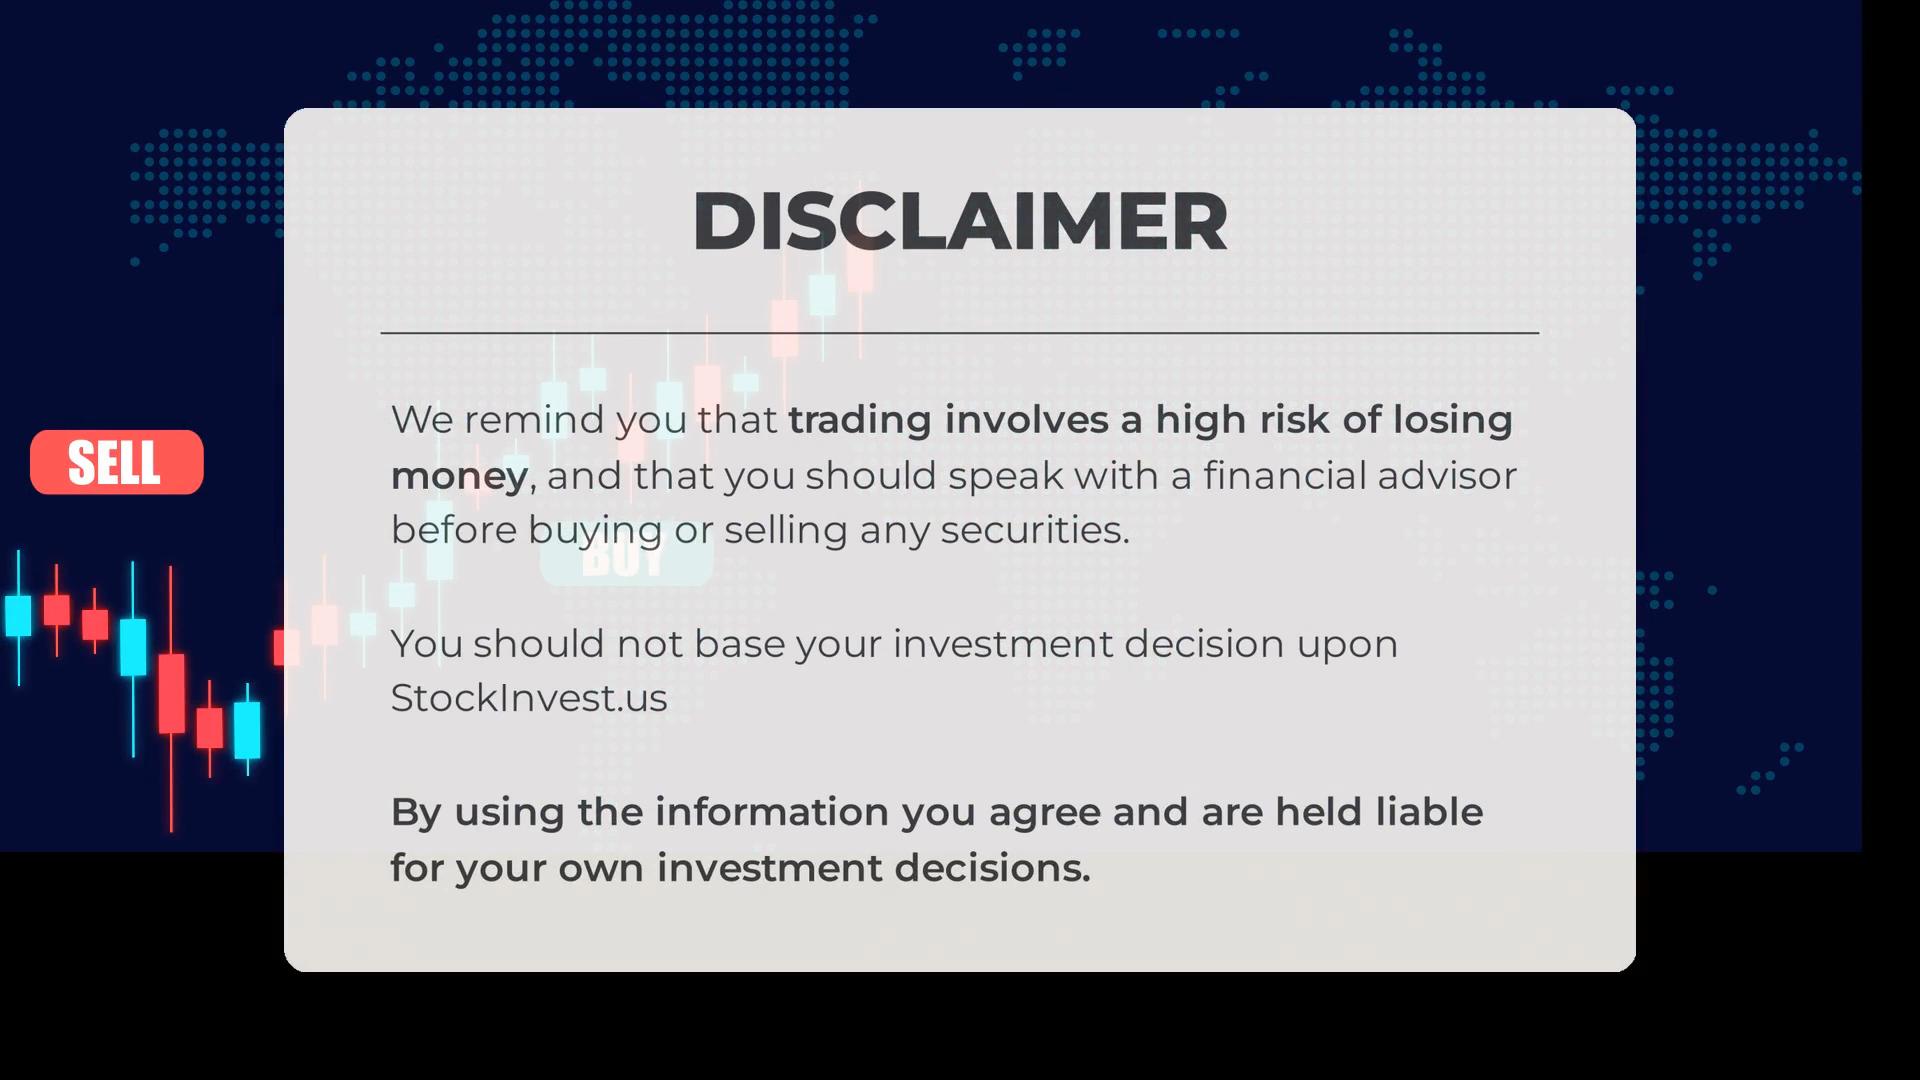 DISCLAIMER
SELL
We remind you that trading involves a high risk of losing
money, and that you should speak with a financial advisor
before buying or selling any securities.
BUY
You should not base your investment decision upon
StockInvest.us
By using the information you agree and are held liable
for your own investment decisions.